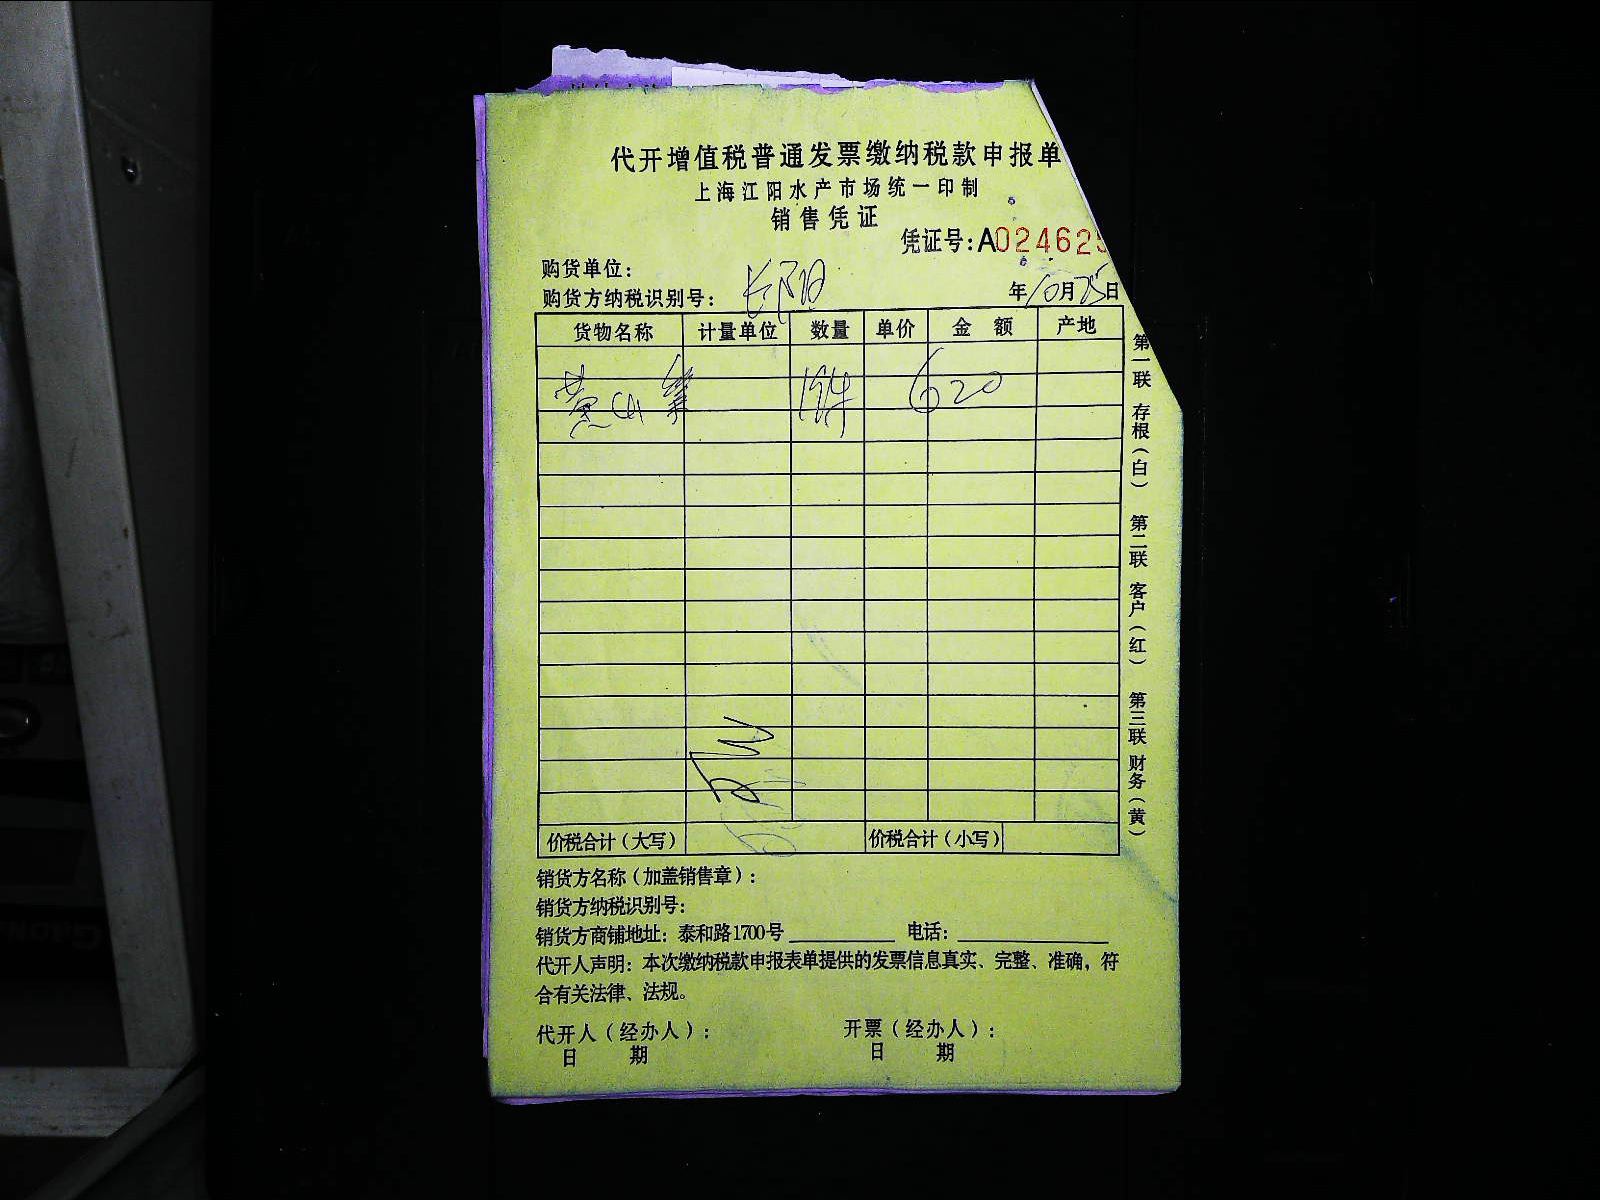 代开增值税普通发票缴纳税款申报单
上海江阳水产市场统一印制
销售凭证
凭证号:A024625
购货单位:
购货方纳税识别号: 长阳
年10月25日
货物名称 计量单位 数量 单价 金额 产地
620
价税合计(大写) 价税合计(小写)
销货方名称(加盖销售章):
销货方纳税识别号:
销货方商铺地址: 泰和路1700号 电话:
代开人声明: 本次缴纳税款申报表单提供的发票信息真实、完整、准确, 符
合有关法律、法规。
代开人(经办人): 开票(经办人):
日期 日期
第一联 存根(白) 第二联 客户(红) 第三联 财务(黄)